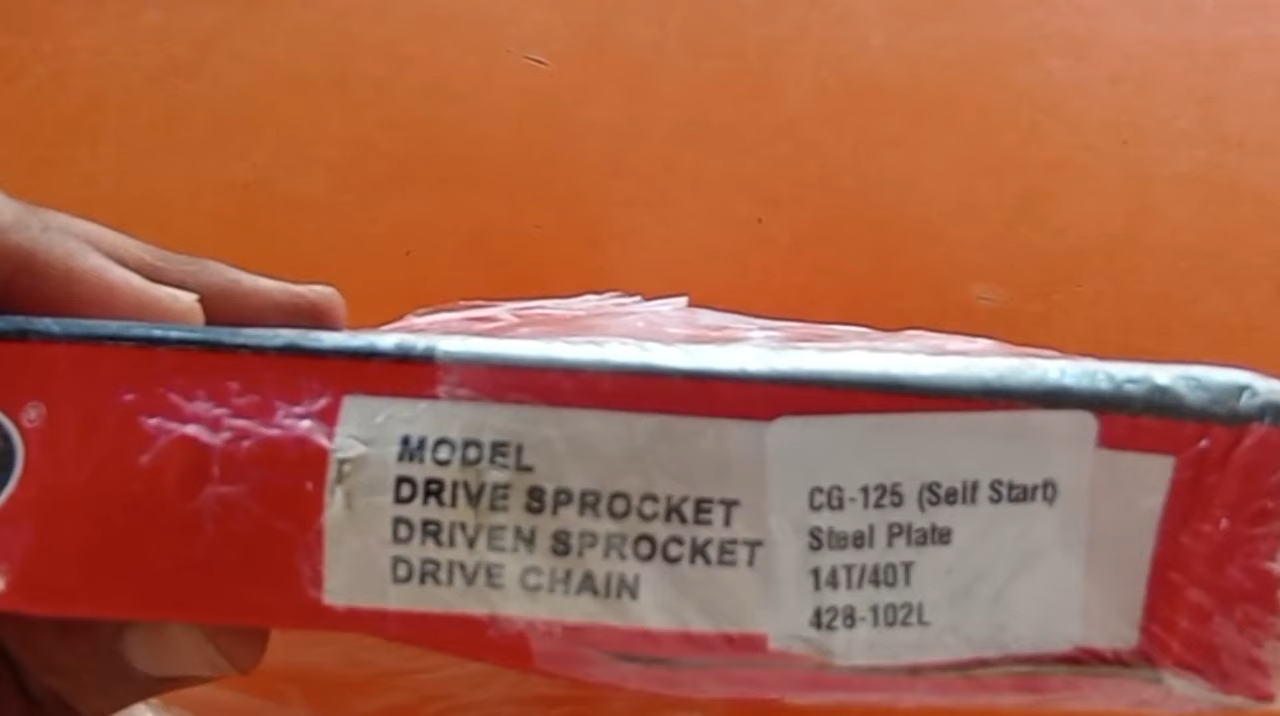 ®
MODEL
DRIVE SPROCKET
DRIVEN SPROCKET
DRIVE CHAIN
CG-125 (Self Start)
Steel Plate
14T/40T
428-102L